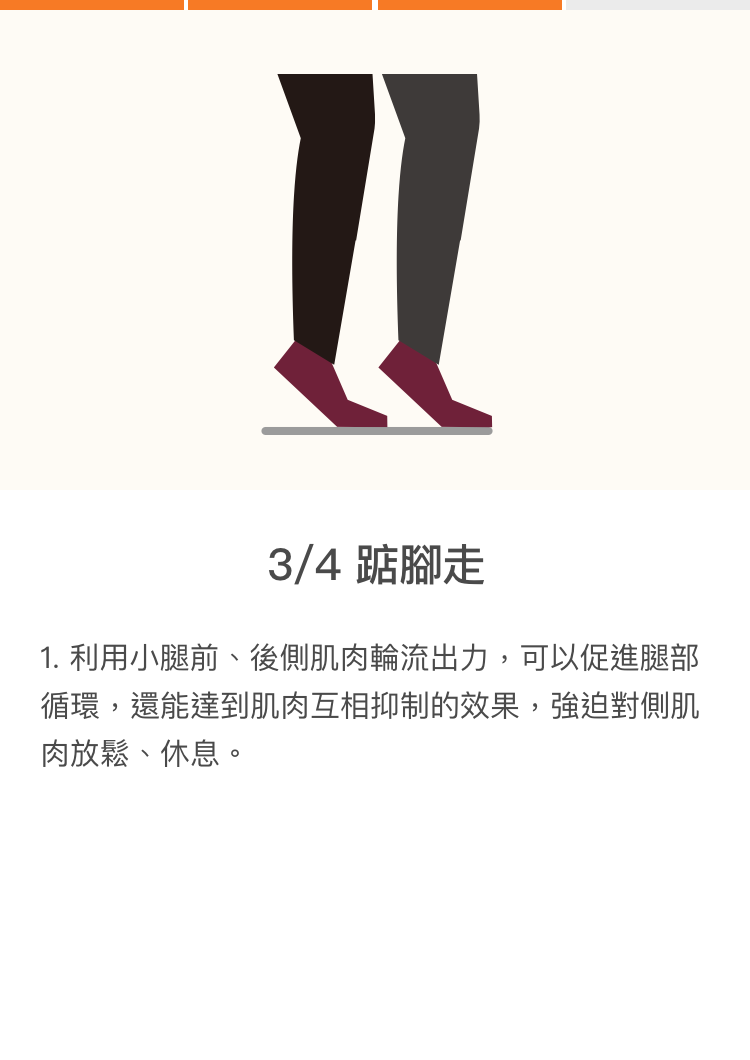 3/4 踮腳走
1. 利用小腿前、後側肌肉輪流出力，可以促進腿部
循環，還能達到肌肉互相抑制的效果，強迫對側肌
肉放鬆、休息。